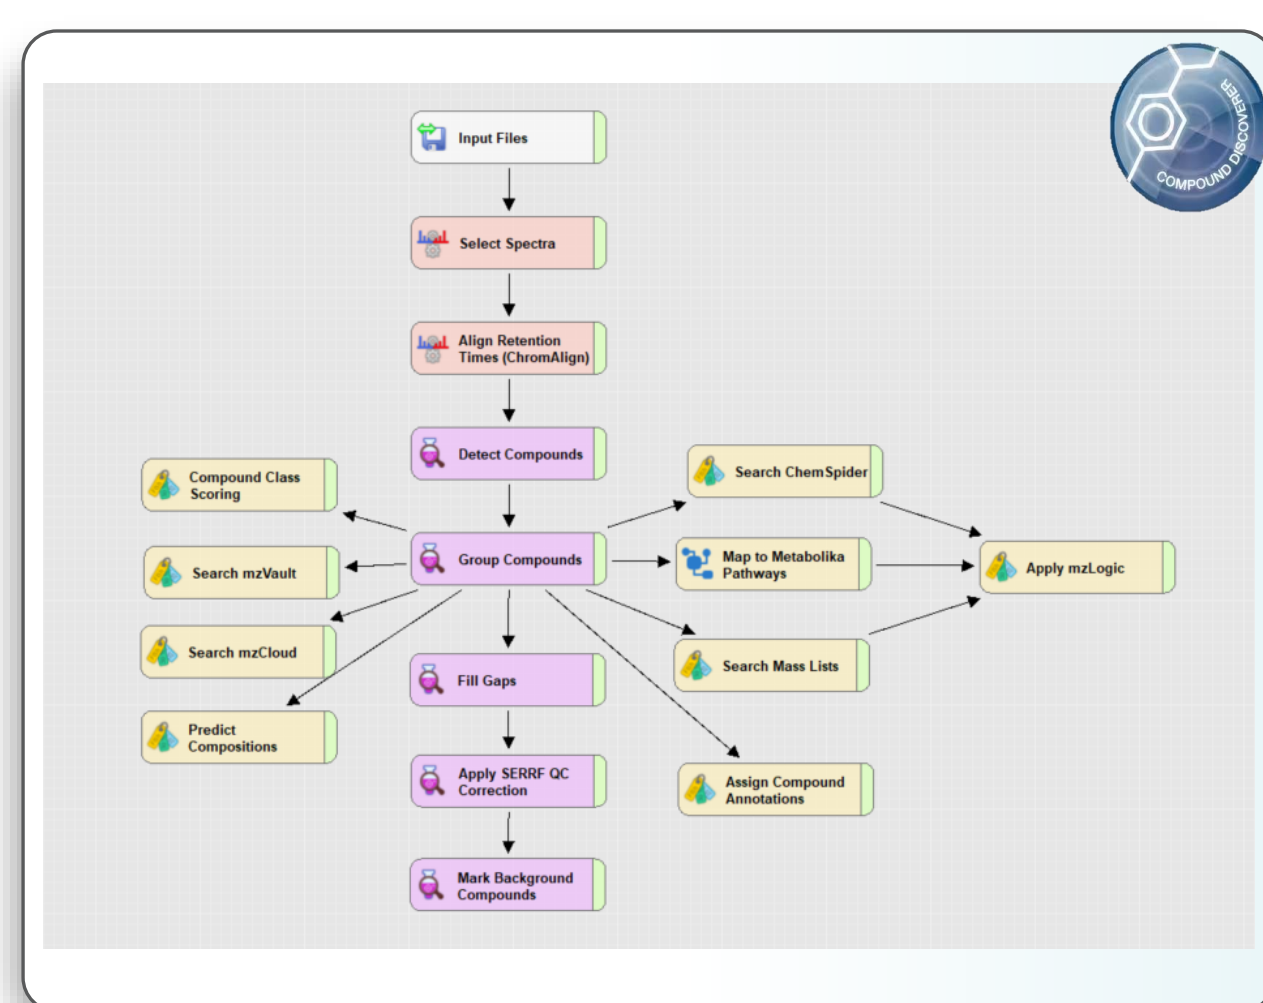 COMPOUND DISCOVERER
Input Files
Select Spectra
Align Retention
Times (ChromAlign)
Detect Compounds
Compound Class
Scoring
Search ChemSpider
Group Compounds
Search mzVault
Map to Metabolika
Pathways
Apply mzLogic
Search mzCloud
Search Mass Lists
Fill Gaps
Predict
Compositions
Apply SERRF QC
Correction
Assign Compound
Annotations
Mark Background
Compounds